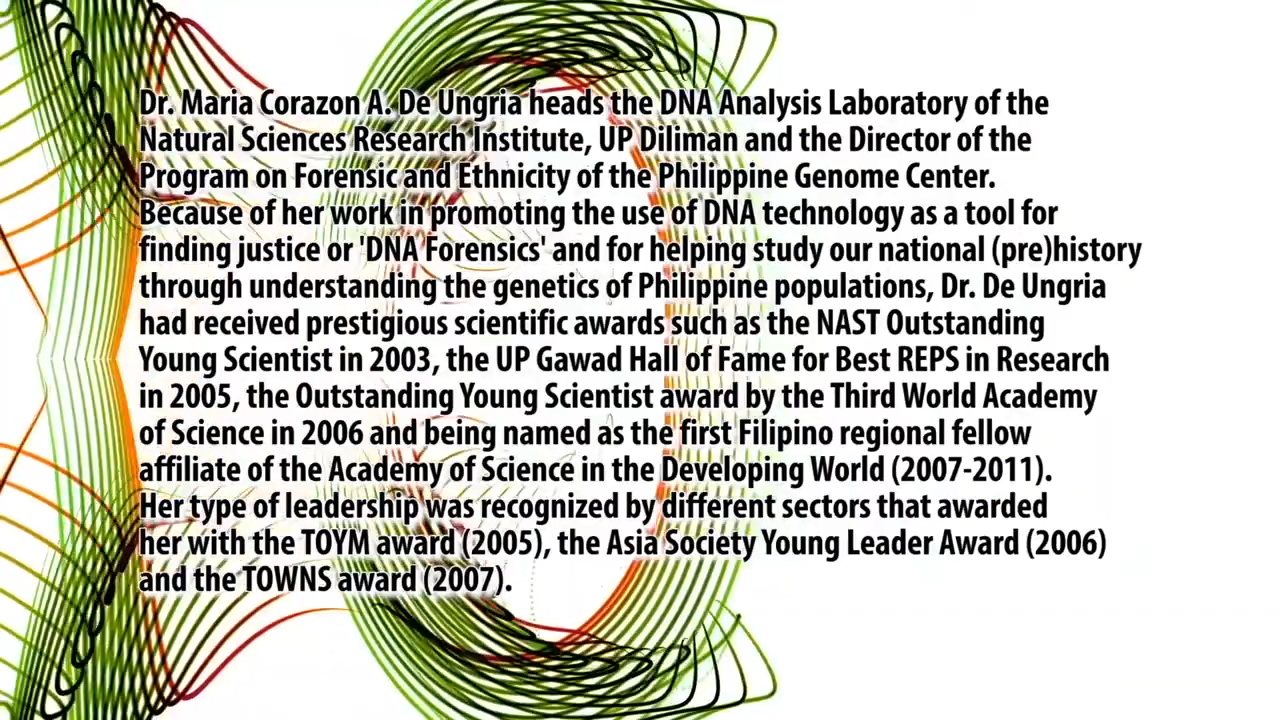 Dr. Maria Corazon A. De Ungria heads the DNA Analysis Laboratory of the
Natural Sciences Research Institute, UP Diliman and the Director of the
Program on Forensic and Ethnicity of the Philippine Genome Center.
Because of her work in promoting the use of DNA technology as a tool for
finding justice or 'DNA Forensics' and for helping study our national (pre)history
through understanding the genetics of Philippine populations, Dr. De Ungria
had received prestigious scientific awards such as the NAST Outstanding
Young Scientist in 2003, the UP Gawad Hall of Fame for Best REPS in Research
in 2005, the Outstanding Young Scientist award by the Third World Academy
of Science in 2006 and being named as the first Filipino regional fellow
affiliate of the Academy of Science in the Developing World (2007-2011).
Her type of leadership was recognized by different sectors that awarded
her with the TOYM award (2005), the Asia Society Young Leader Award (2006)
and the TOWNS award (2007).